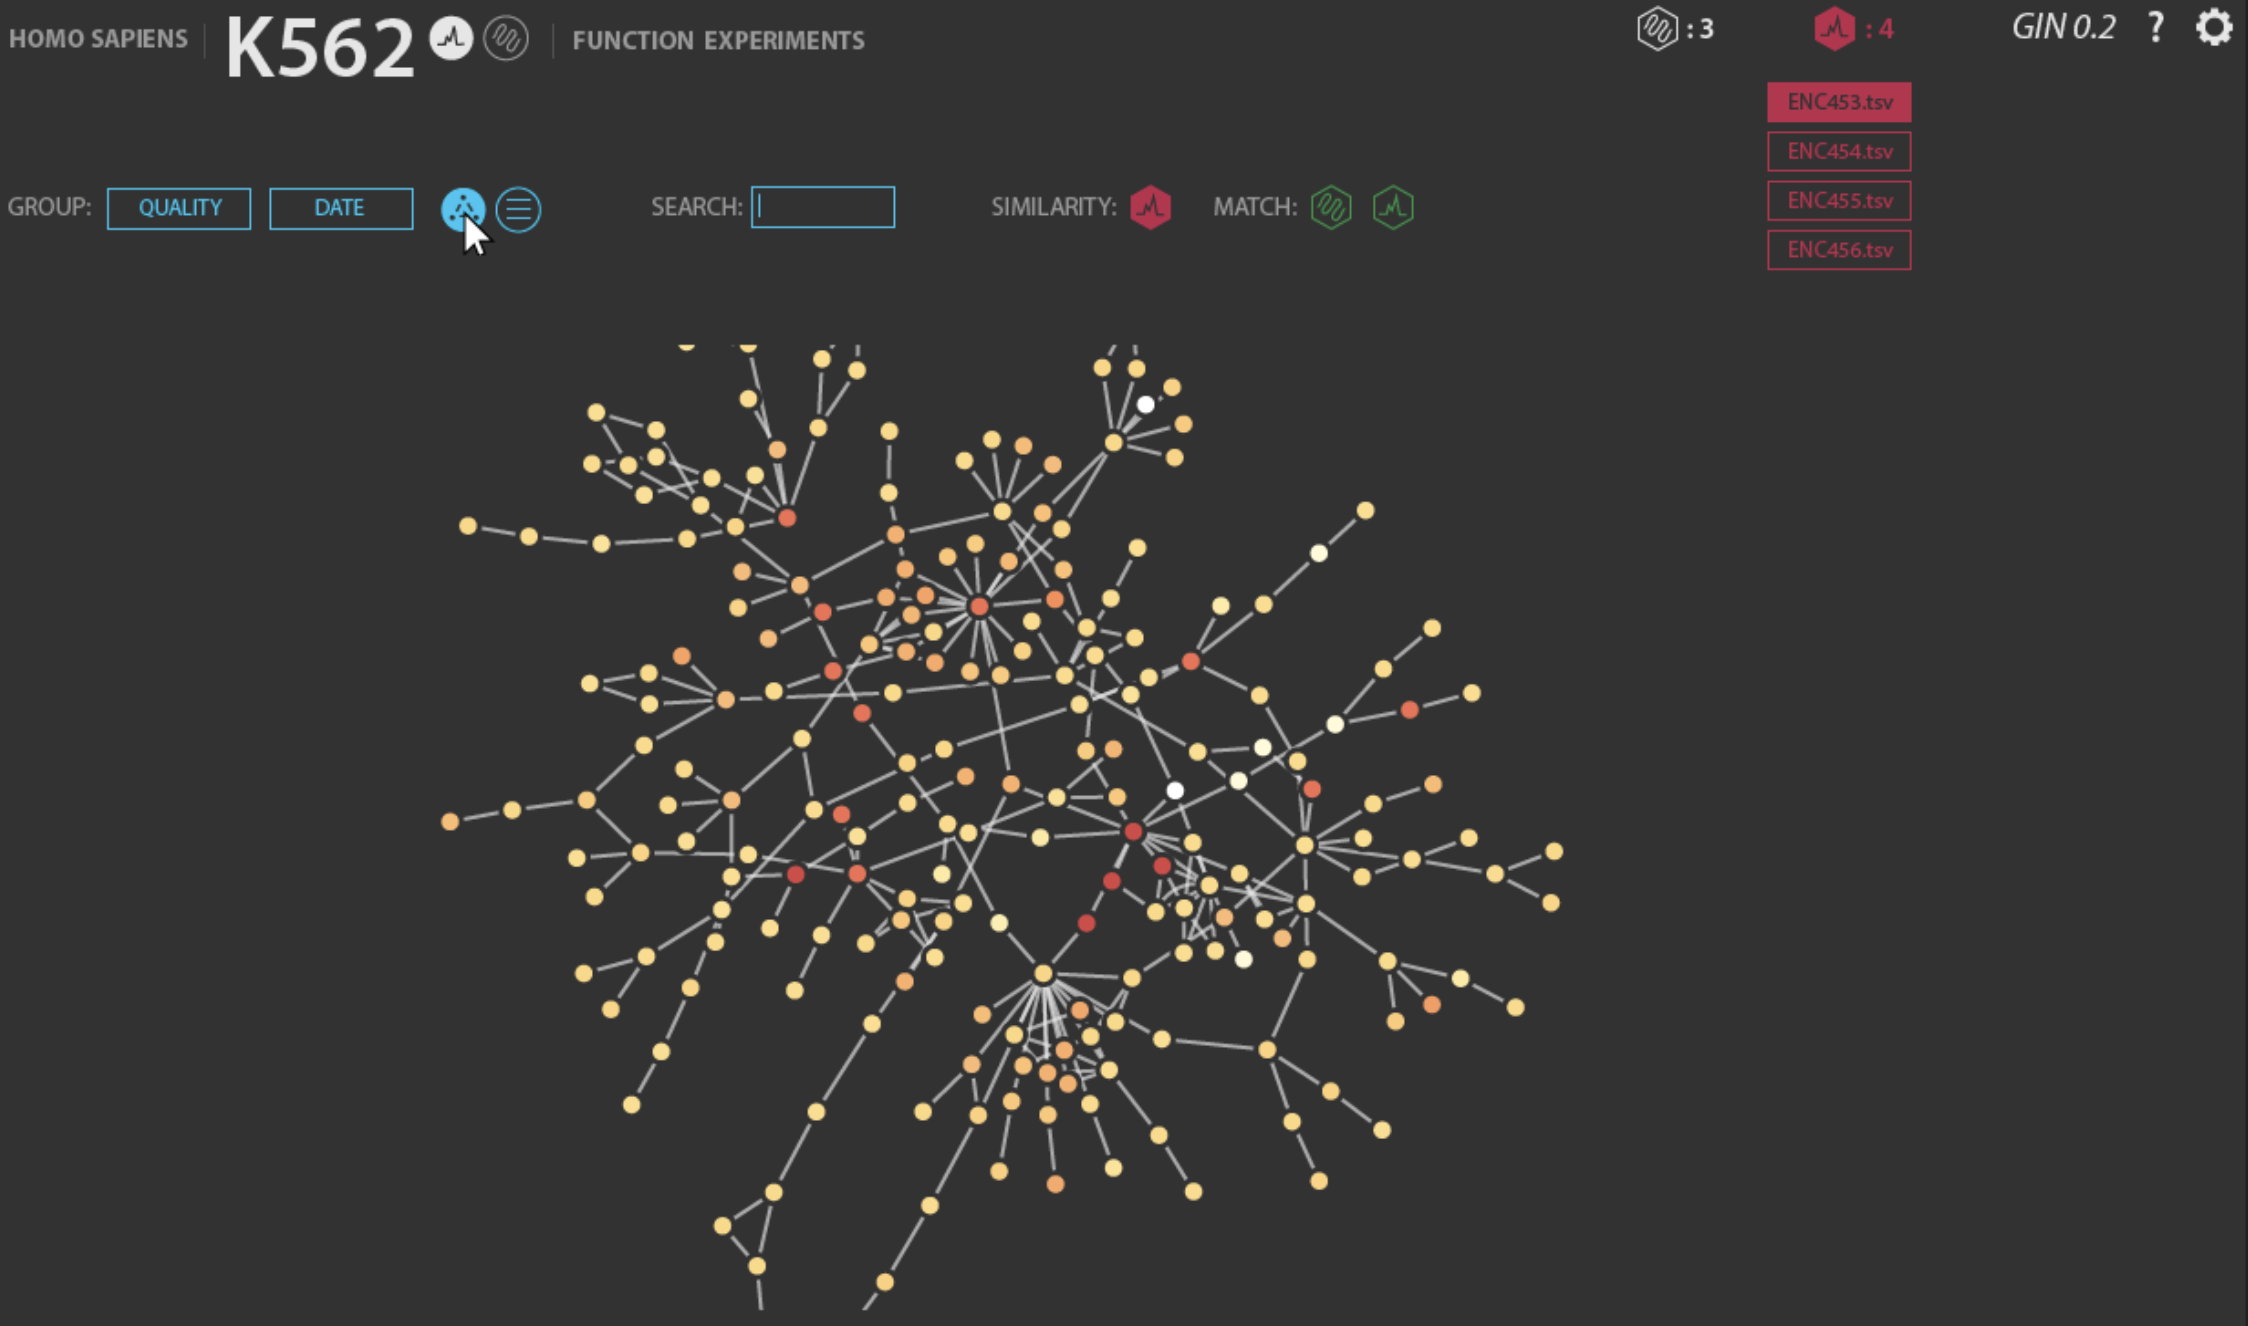 HOMO SAPIENS K562 FUNCTION EXPERIMENTS : 3 : 4 GIN 0.2 ?
ENC453.tsv
ENC454.tsv
ENC455.tsv
ENC456.tsv
GROUP: QUALITY DATE SEARCH: SIMILARITY: MATCH: